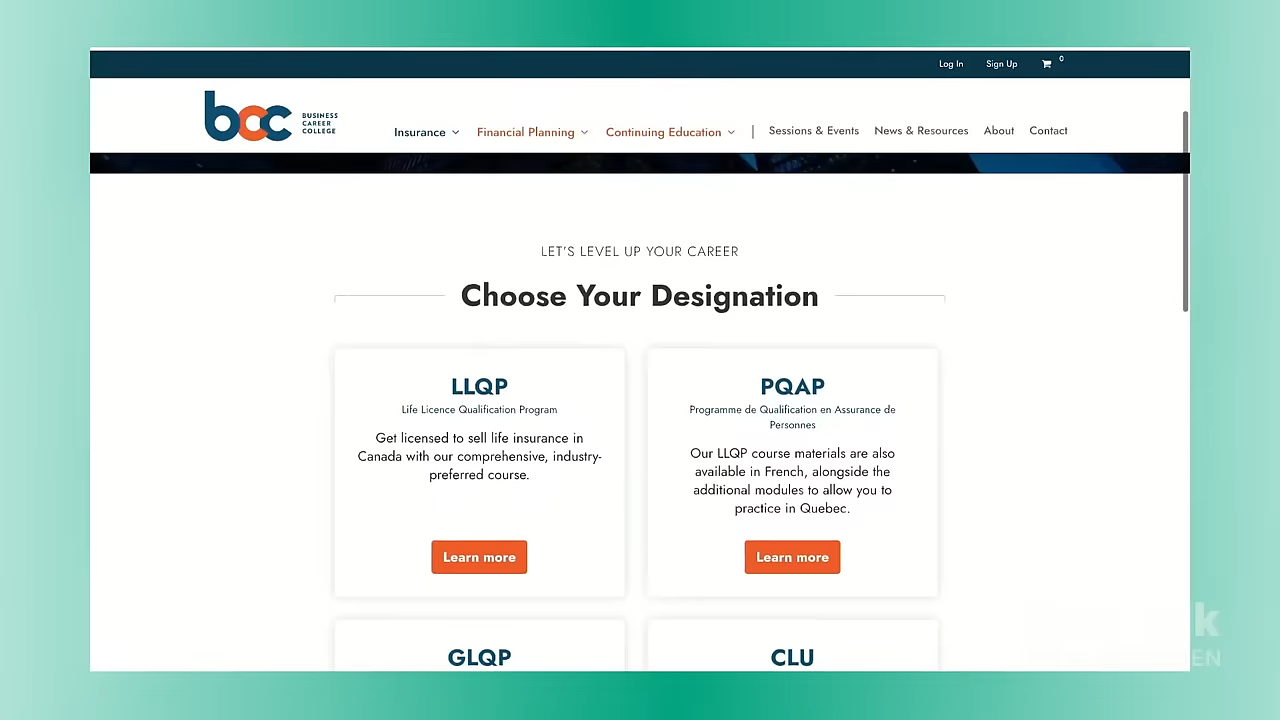 Log In Sign Up 0
bcc BUSINESS CAREER COLLEGE
Insurance Financial Planning Continuing Education | Sessions & Events News & Resources About Contact
LET'S LEVEL UP YOUR CAREER
Choose Your Designation
LLQP
Life Licence Qualification Program
Get licensed to sell life insurance in
Canada with our comprehensive, industry-
preferred course.
Learn more
PQAP
Programme de Qualification en Assurance de
Personnes
Our LLQP course materials are also
available in French, alongside the
additional modules to allow you to
practice in Quebec.
Learn more
GLQP
CLU